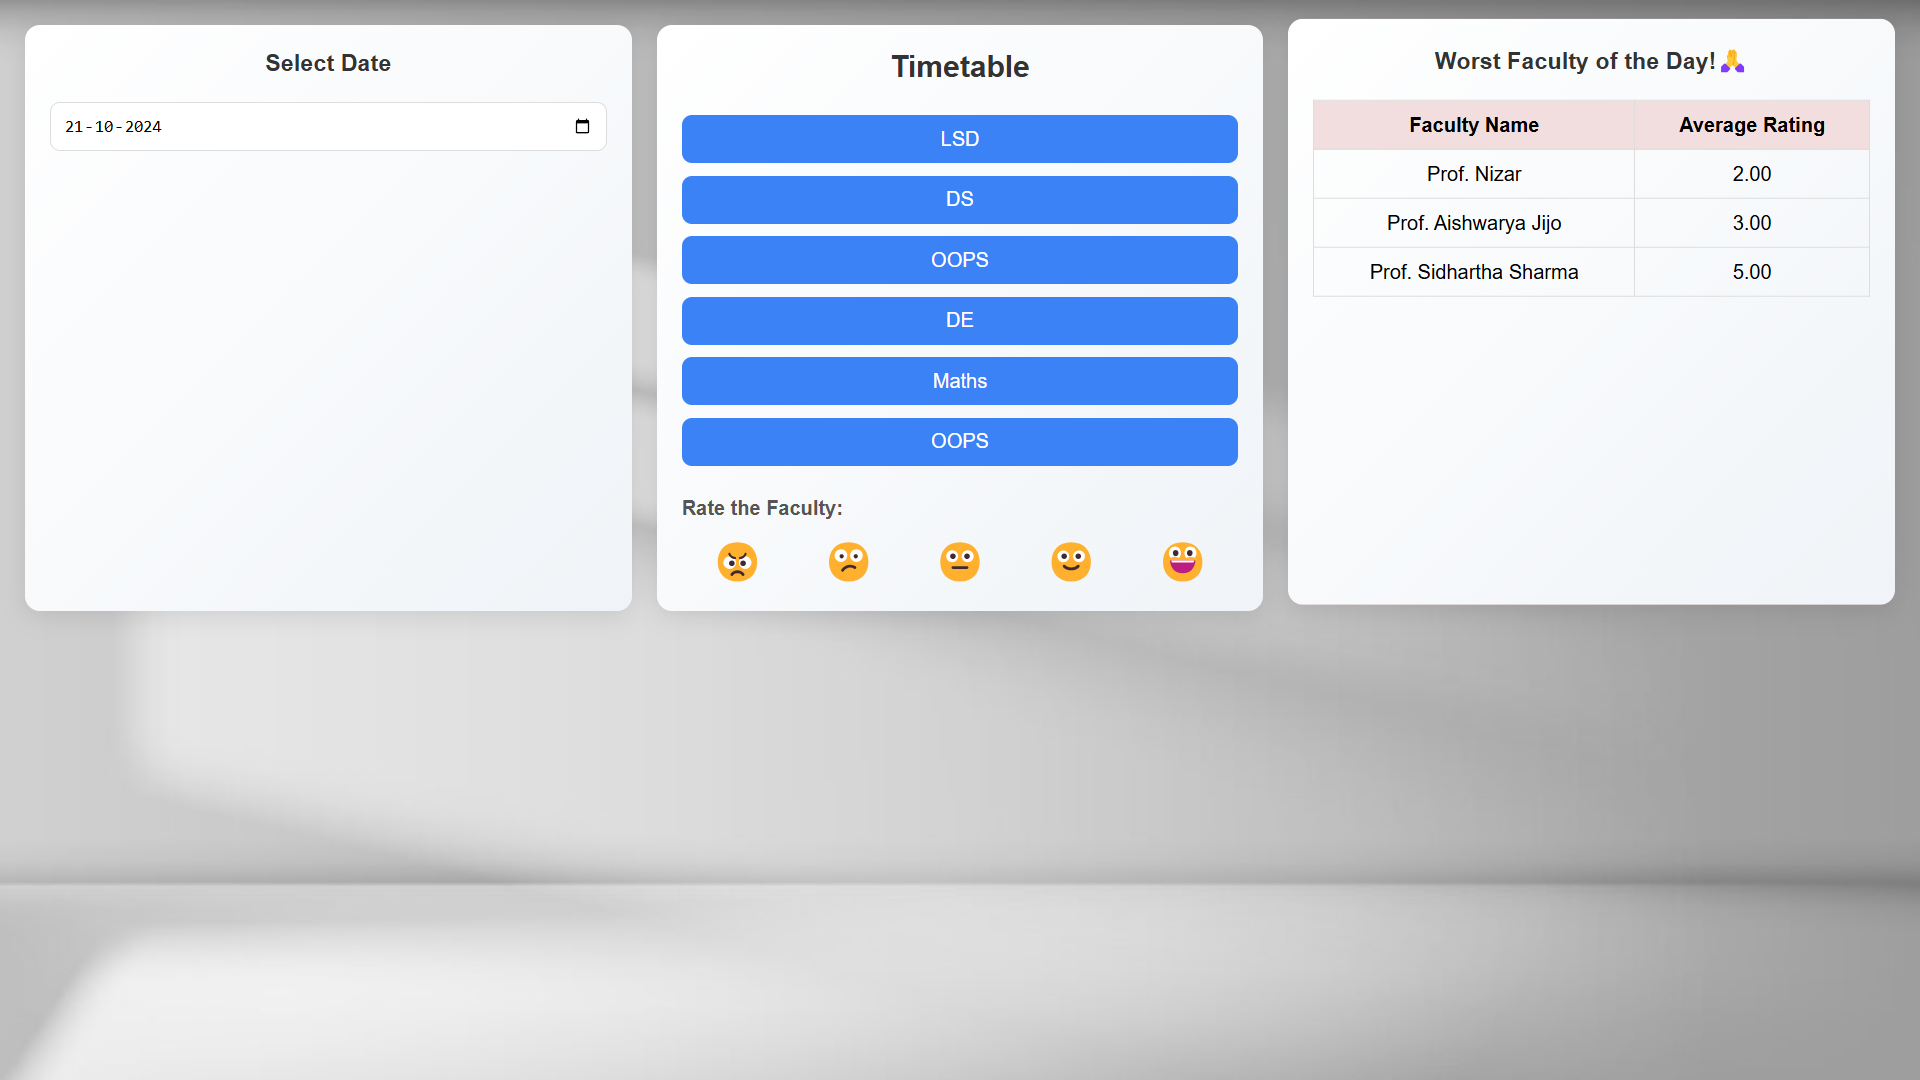 Select Date
21-10-2024
Timetable
LSD
DS
OOPS
DE
Maths
OOPS
Rate the Faculty:
Worst Faculty of the Day!🙏
Faculty Name Average Rating
Prof. Nizar 2.00
Prof. Aishwarya Jijo 3.00
Prof. Sidhartha Sharma 5.00